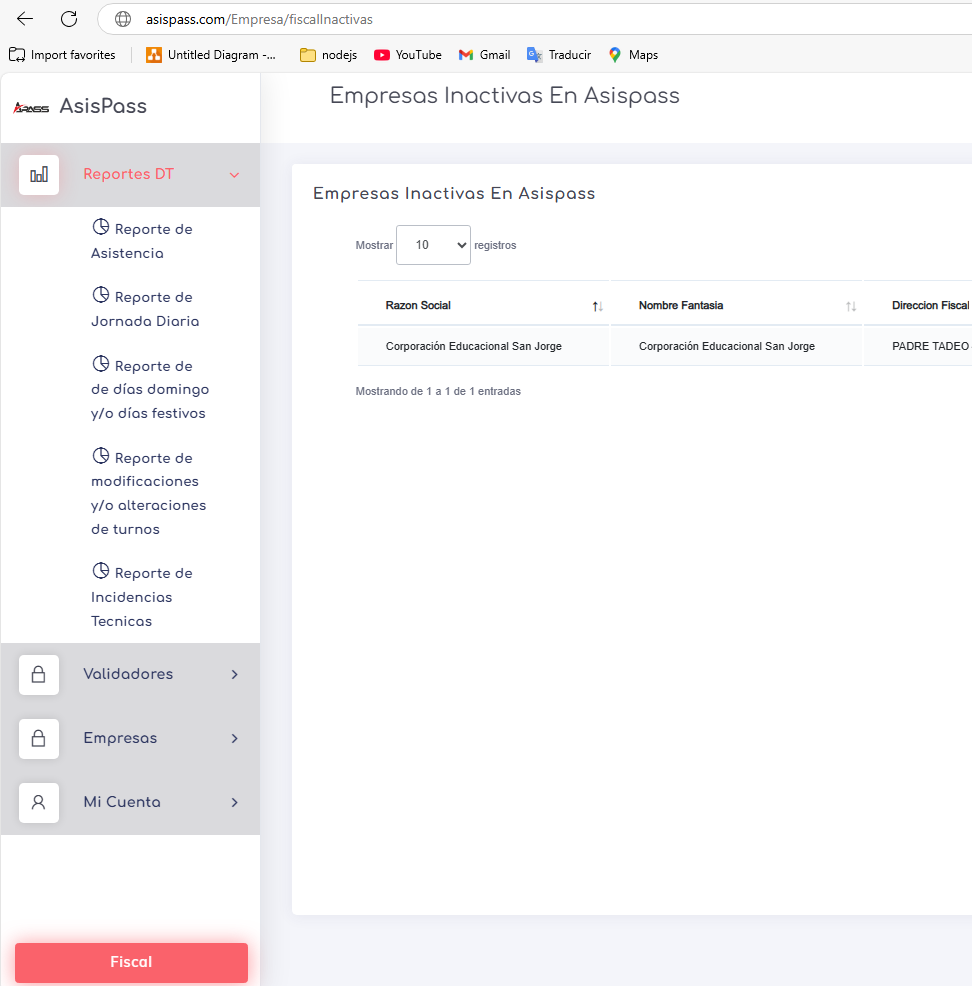 asispass.com/Empresa/fiscalInactivas
Import favorites
Untitled Diagram -...
nodejs
YouTube
Gmail
Traducir
Maps
APASS AsisPass
Empresas Inactivas En Asispass
Reportes DT
Reporte de
Asistencia
Reporte de
Jornada Diaria
Reporte de
de días domingo
y/o días festivos
Reporte de
modificaciones
y/o alteraciones
de turnos
Reporte de
Incidencias
Tecnicas
Validadores
Empresas
Mi Cuenta
Fiscal
Empresas Inactivas En Asispass
Mostrar 10 registros
Razon Social Nombre Fantasia Direccion Fiscal
Corporación Educacional San Jorge Corporación Educacional San Jorge PADRE TADEO
Mostrando de 1 a 1 de 1 entradas